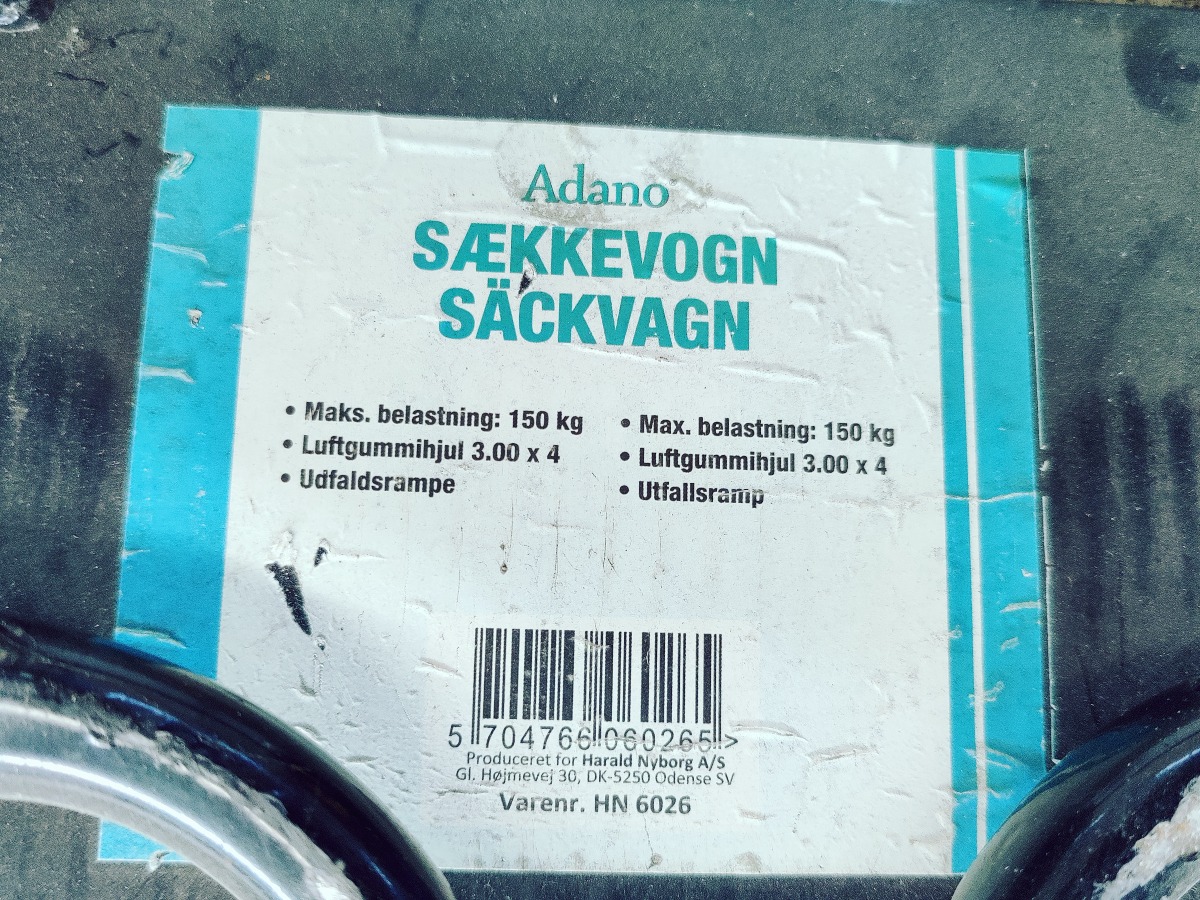 Adano
SÆKKEVOGN
SÄCKVAGN
• Maks. belastning: 150 kg
• Luftgummihjul 3.00 x 4
• Udfaldsrampe
• Max. belastning: 150 kg
• Luftgummihjul 3.00 x 4
• Utfallsramp
5 704766 060265 >
Produceret for Harald Nyborg A/S
Gl. Højmevej 30, DK-5250 Odense SV
Varenr. HN 6026